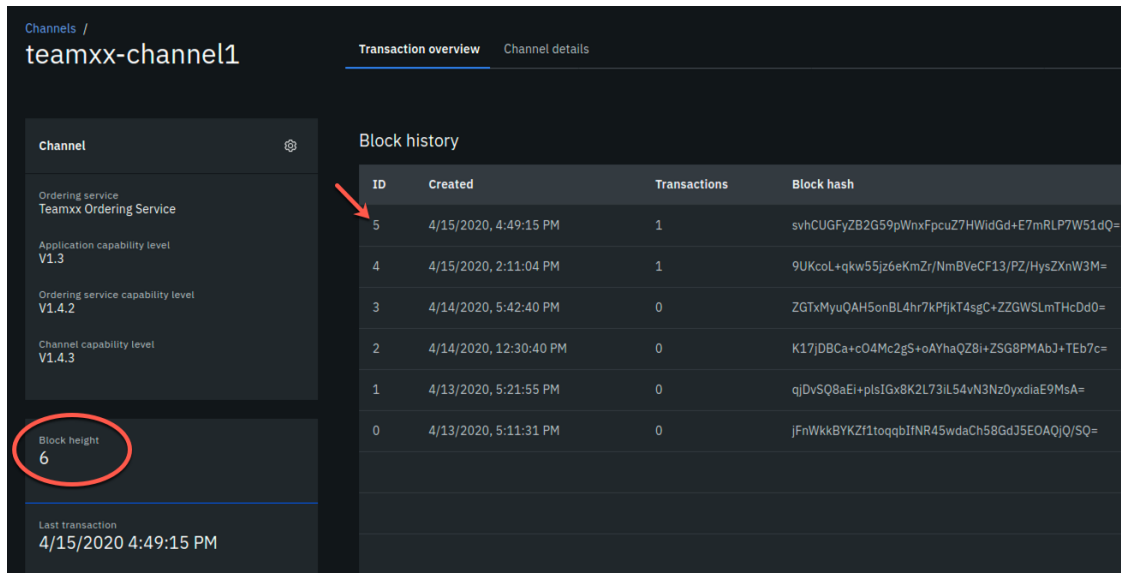 Channels /
teamxx-channel1
Transaction overview Channel details
Channel
Ordering service
Teamxx Ordering Service
Application capability level
V1.3
Ordering service capability level
V1.4.2
Channel capability level
V1.4.3
Block height
6
Last transaction
4/15/2020 4:49:15 PM
Block history
ID Created Transactions Block hash
5 4/15/2020, 4:49:15 PM 1 svhCUGFyZB2G59pWnxFpcuZ7HWidGd+E7mRLP7W51dQ=
4 4/15/2020, 2:11:04 PM 1 9UKcoL+qkw55jz6eKmZr/NmBVeCF13/PZ/HysZXnW3M=
3 4/14/2020, 5:42:40 PM 0 ZGTxMyuQAH5onBL4hr7kPfjkT4sgC+ZZGWSLmTHcDd0=
2 4/14/2020, 12:30:40 PM 0 K17jDBCa+cO4Mc2gS+oAYhaQZ8i+ZSG8PMAbJ+TEb7c=
1 4/13/2020, 5:21:55 PM 0 qjDvSQ8aEi+plsIGx8K2L73iL54vN3Nz0yxdiaE9MsA=
0 4/13/2020, 5:11:31 PM 0 jFnWkkBYKZf1toqqbIfNR45wdaCh58GdJ5EOAQjQ/SQ=